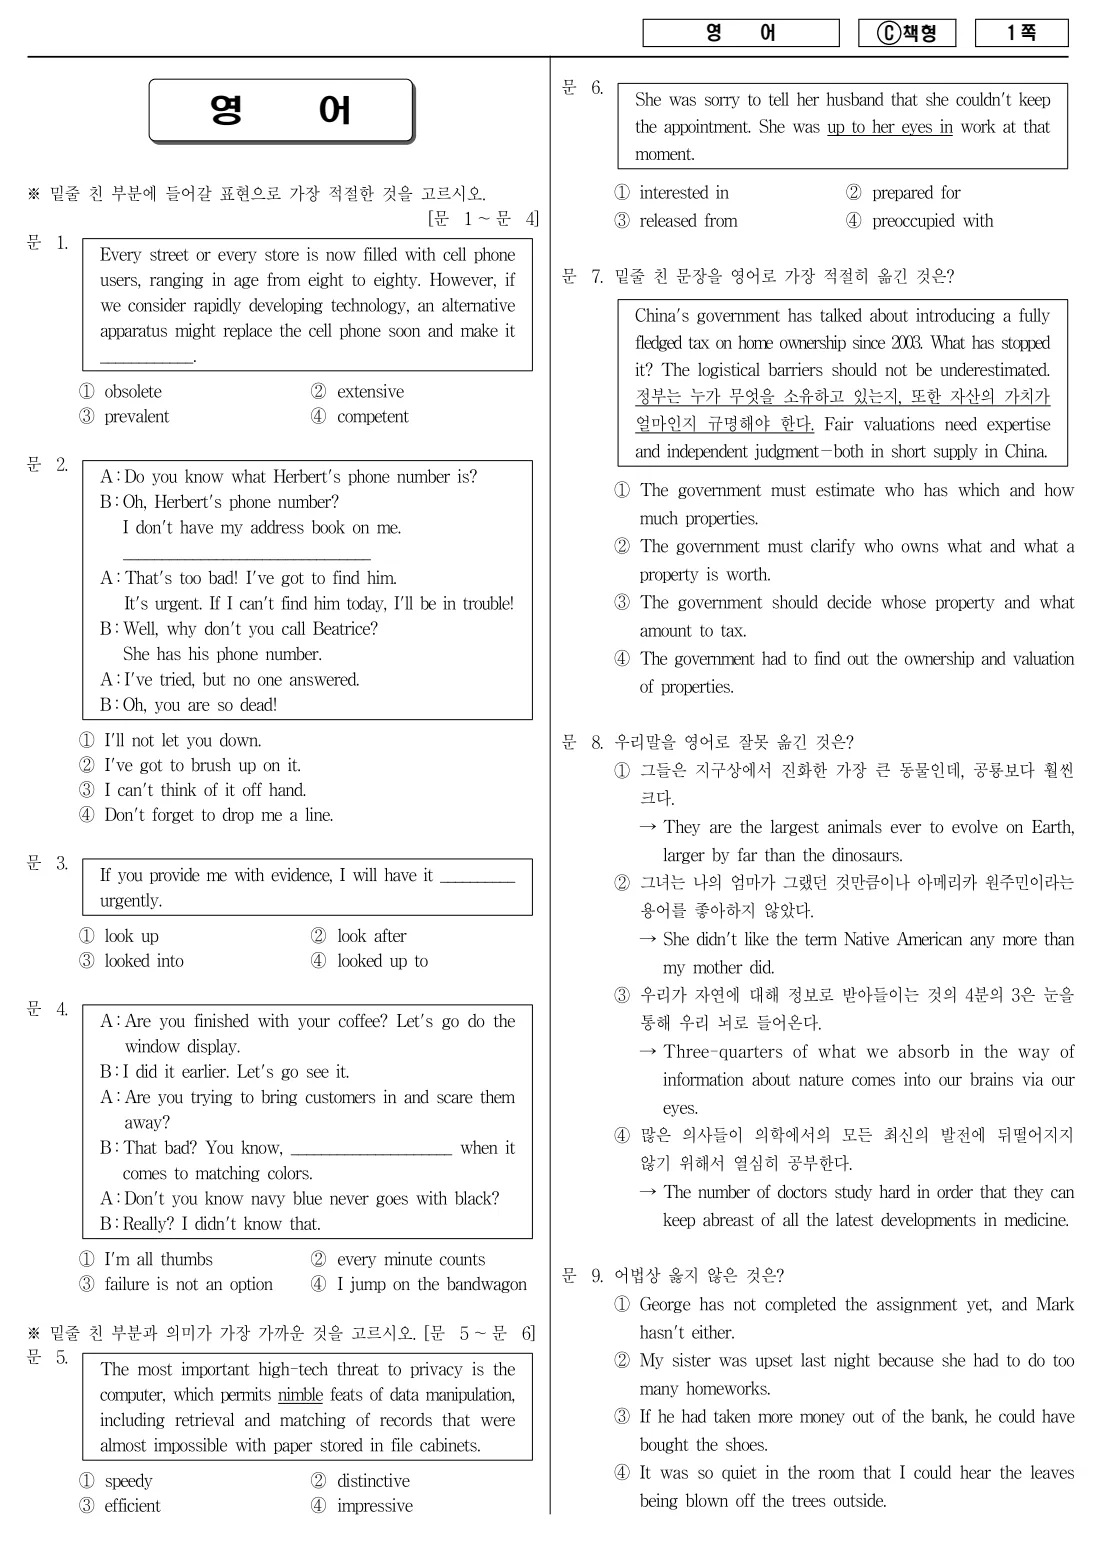 영 어
Ⓒ책형
1 쪽
영 어
※ 밑줄 친 부분에 들어갈 표현으로 가장 적절한 것을 고르시오.
[문 1 ~ 문 4]
문 1.
Every street or every store is now filled with cell phone
users, ranging in age from eight to eighty. However, if
we consider rapidly developing technology, an alternative
apparatus might replace the cell phone soon and make it
____________.
① obsolete ② extensive
③ prevalent ④ competent
문 2.
A : Do you know what Herbert's phone number is?
B : Oh, Herbert's phone number?
I don't have my address book on me.
________________________________
A : That's too bad! I've got to find him.
It's urgent. If I can't find him today, I'll be in trouble!
B : Well, why don't you call Beatrice?
She has his phone number.
A : I've tried, but no one answered.
B : Oh, you are so dead!
① I'll not let you down.
② I've got to brush up on it.
③ I can't think of it off hand.
④ Don't forget to drop me a line.
문 3.
If you provide me with evidence, I will have it __________
urgently.
① look up ② look after
③ looked into ④ looked up to
문 4.
A : Are you finished with your coffee? Let's go do the
window display.
B : I did it earlier. Let's go see it.
A : Are you trying to bring customers in and scare them
away?
B : That bad? You know, _____________________ when it
comes to matching colors.
A : Don't you know navy blue never goes with black?
B : Really? I didn't know that.
① I'm all thumbs ② every minute counts
③ failure is not an option ④ I jump on the bandwagon
※ 밑줄 친 부분과 의미가 가장 가까운 것을 고르시오. [문 5 ~ 문 6]
문 5.
The most important high-tech threat to privacy is the
computer, which permits nimble feats of data manipulation,
including retrieval and matching of records that were
almost impossible with paper stored in file cabinets.
① speedy ② distinctive
③ efficient ④ impressive
문 6.
She was sorry to tell her husband that she couldn't keep
the appointment. She was up to her eyes in work at that
moment.
① interested in ② prepared for
③ released from ④ preoccupied with
문 7. 밑줄 친 문장을 영어로 가장 적절히 옮긴 것은?
China's government has talked about introducing a fully
fledged tax on home ownership since 2003. What has stopped
it? The logistical barriers should not be underestimated.
정부는 누가 무엇을 소유하고 있는지, 또한 자산의 가치가
얼마인지 규명해야 한다. Fair valuations need expertise
and independent judgment－both in short supply in China.
① The government must estimate who has which and how
much properties.
② The government must clarify who owns what and what a
property is worth.
③ The government should decide whose property and what
amount to tax.
④ The government had to find out the ownership and valuation
of properties.
문 8. 우리말을 영어로 잘못 옮긴 것은?
① 그들은 지구상에서 진화한 가장 큰 동물인데, 공룡보다 훨씬
크다.
→ They are the largest animals ever to evolve on Earth,
larger by far than the dinosaurs.
② 그녀는 나의 엄마가 그랬던 것만큼이나 아메리카 원주민이라는
용어를 좋아하지 않았다.
→ She didn't like the term Native American any more than
my mother did.
③ 우리가 자연에 대해 정보로 받아들이는 것의 4분의 3은 눈을
통해 우리 뇌로 들어온다.
→ Three-quarters of what we absorb in the way of
information about nature comes into our brains via our
eyes.
④ 많은 의사들이 의학에서의 모든 최신의 발전에 뒤떨어지지
않기 위해서 열심히 공부한다.
→ The number of doctors study hard in order that they can
keep abreast of all the latest developments in medicine.
문 9. 어법상 옳지 않은 것은?
① George has not completed the assignment yet, and Mark
hasn't either.
② My sister was upset last night because she had to do too
many homeworks.
③ If he had taken more money out of the bank, he could have
bought the shoes.
④ It was so quiet in the room that I could hear the leaves
being blown off the trees outside.